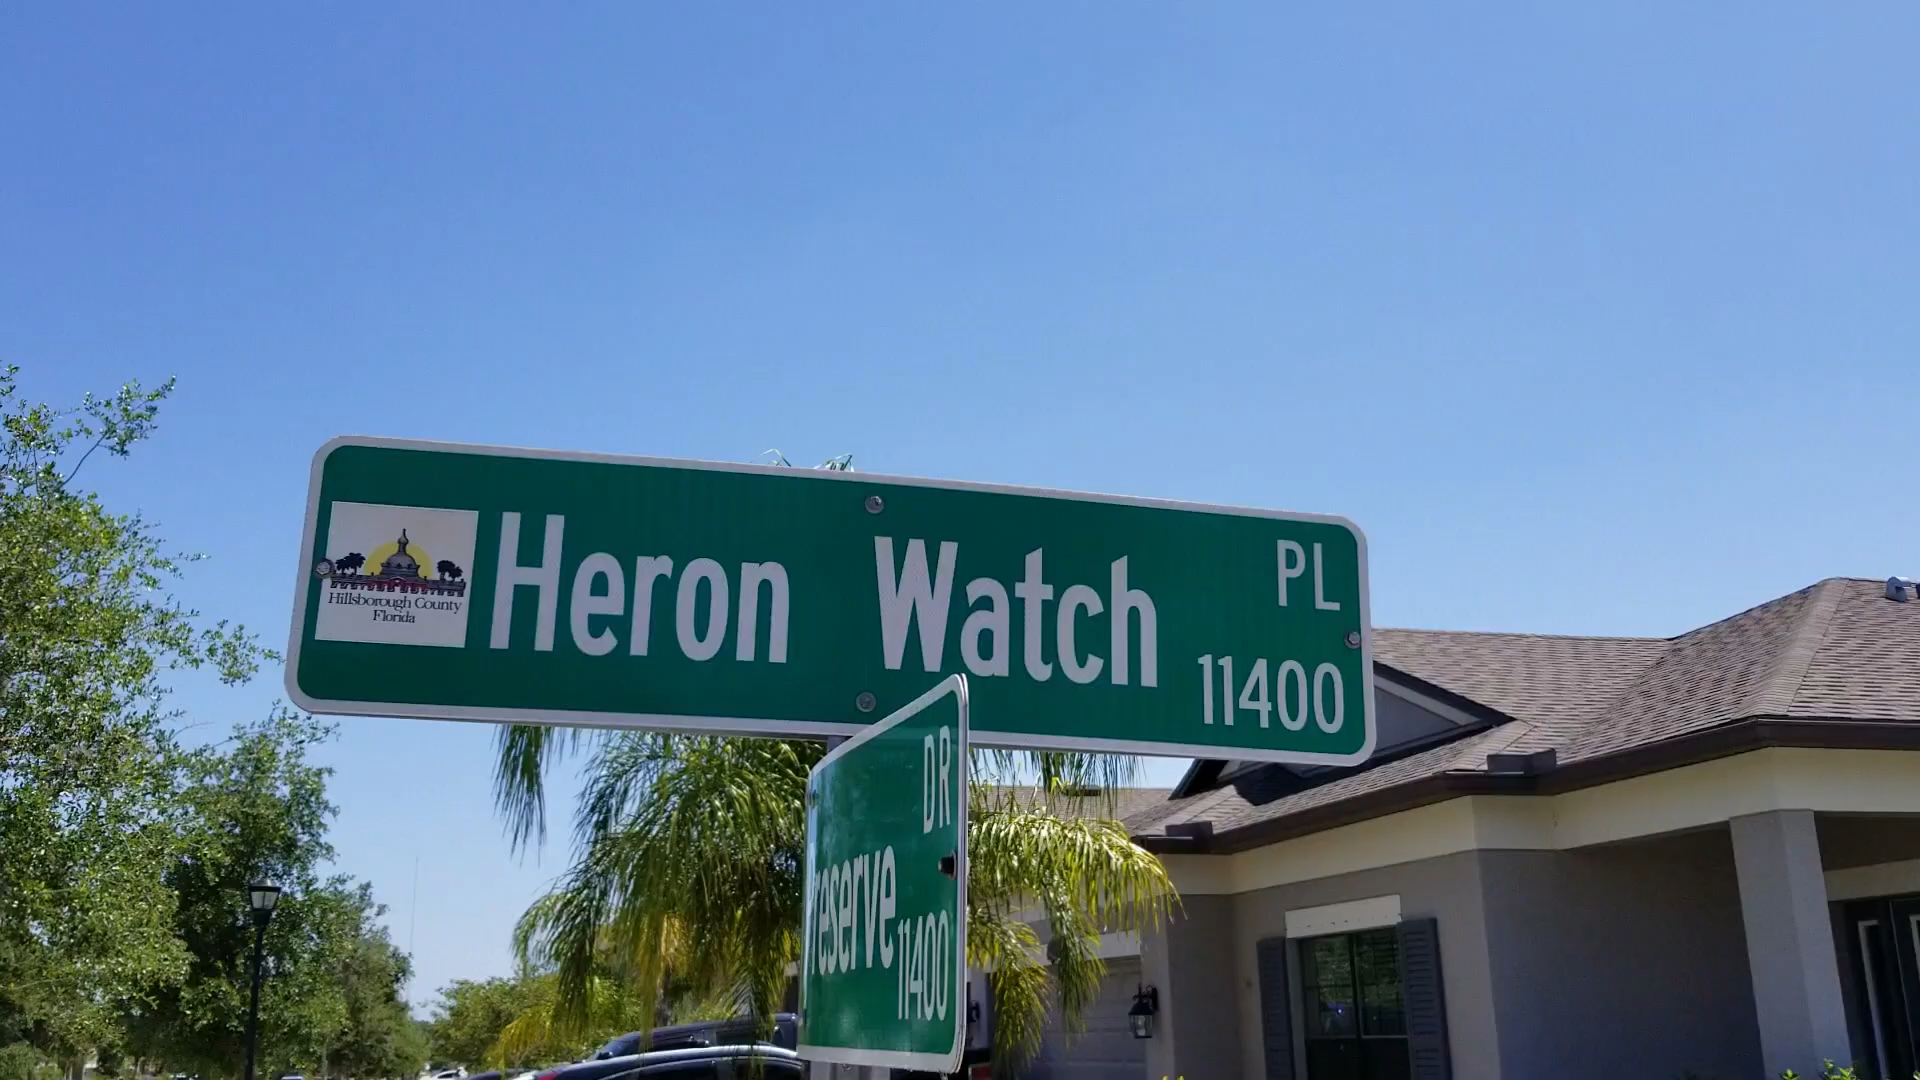 Hillsborough County
Florida
Heron Watch PL
11400
DR
reserve
11400